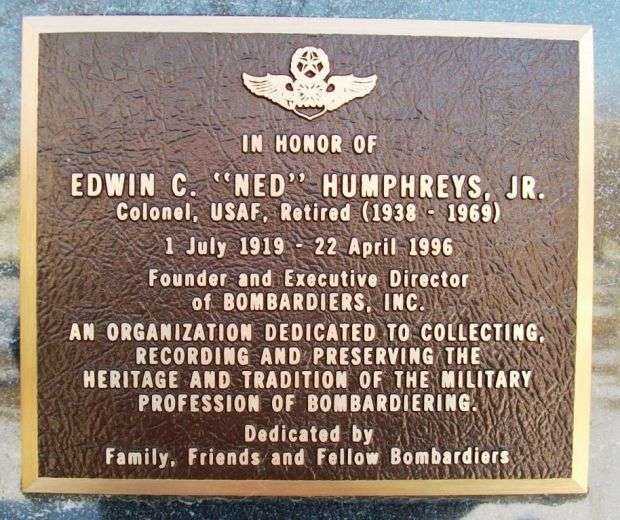 IN HONOR OF
EDWIN C. "NED" HUMPHREYS, JR.
Colonel, USAF, Retired (1938 - 1969)
1 July 1919 - 22 April 1996
Founder and Executive Director
of BOMBARDIERS, INC.
AN ORGANIZATION DEDICATED TO COLLECTING,
RECORDING AND PRESERVING THE
HERITAGE AND TRADITION OF THE MILITARY
PROFESSION OF BOMBARDIERING.
Dedicated by
Family, Friends and Fellow Bombardiers